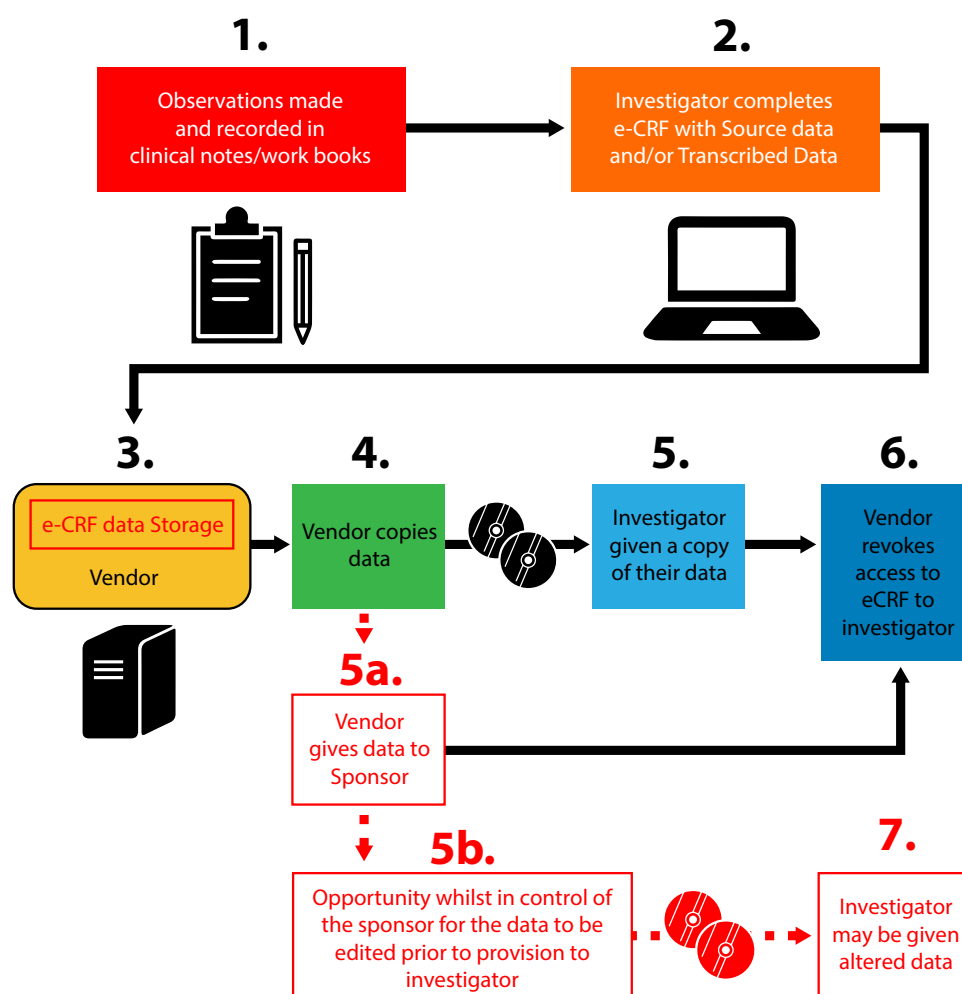 1.
Observations made
and recorded in
clinical notes/work books
2.
Investigator completes
e-CRF with Source data
and/or Transcribed Data
3.
e-CRF data Storage
Vendor
4.
Vendor copies
data
5.
Investigator
given a copy
of their data
6.
Vendor
revokes
access to
eCRF to
investigator
5a.
Vendor
gives data to
Sponsor
5b.
Opportunity whilst in control of
the sponsor for the data to be
edited prior to provision to
investigator
7.
Investigator
may be given
altered data